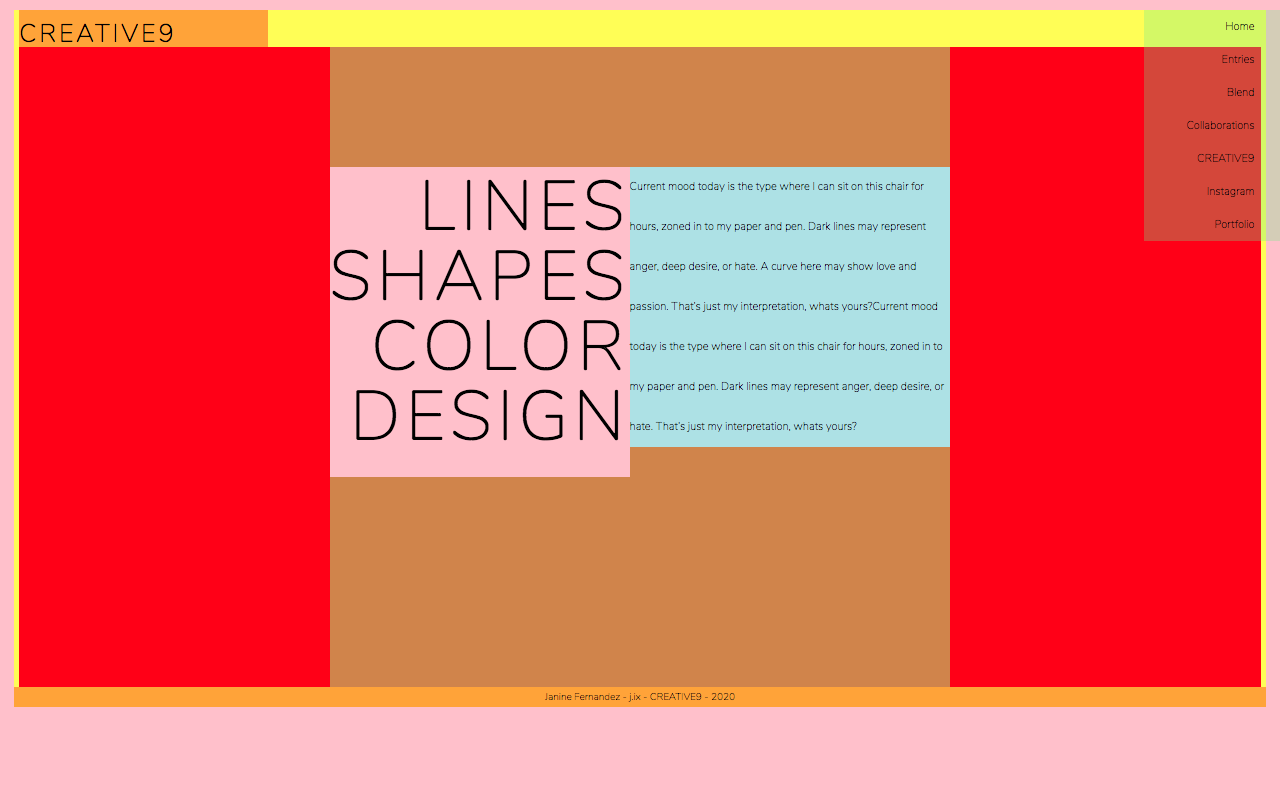 CREATIVE9
Home
Entries
Blend
Collaborations
CREATIVE9
Instagram
Portfolio
LINES
SHAPES
COLOR
DESIGN
Current mood today is the type where I can sit on this chair for
hours, zoned in to my paper and pen. Dark lines may represent
anger, deep desire, or hate. A curve here may show love and
passion. That's just my interpretation, whats yours?Current mood
today is the type where I can sit on this chair for hours, zoned in to
my paper and pen. Dark lines may represent anger, deep desire, or
hate. That's just my interpretation, whats yours?
Janine Fernandez - j.ix - CREATIVE9 - 2020